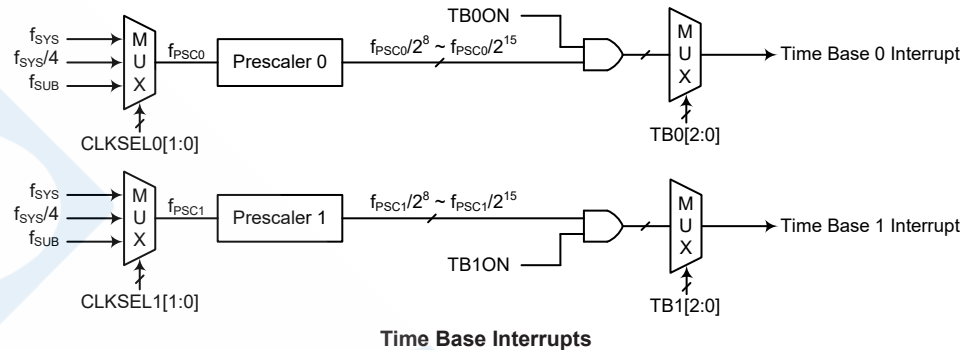 TB0ON
fSYS
fSYS/4
fSUB
M
U
X
fPSC0
Prescaler 0
fPSC0/2^8 ~ fPSC0/2^15
M
U
X
Time Base 0 Interrupt
CLKSEL0[1:0]
TB0[2:0]
fSYS
fSYS/4
fSUB
M
U
X
fPSC1
Prescaler 1
fPSC1/2^8 ~ fPSC1/2^15
M
U
X
Time Base 1 Interrupt
TB1ON
CLKSEL1[1:0]
TB1[2:0]
Time Base Interrupts